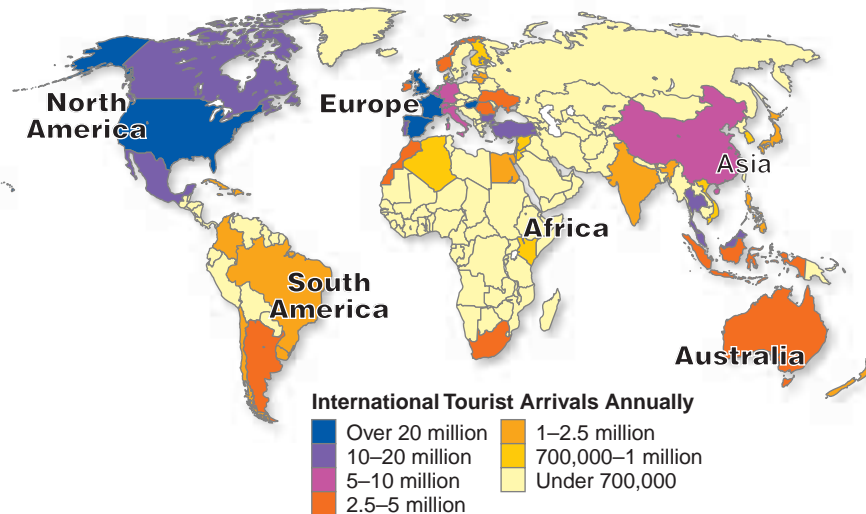 North
America
Europe
Asia
Africa
South
America
Australia
International Tourist Arrivals Annually
Over 20 million
10–20 million
5–10 million
2.5–5 million
1–2.5 million
700,000–1 million
Under 700,000